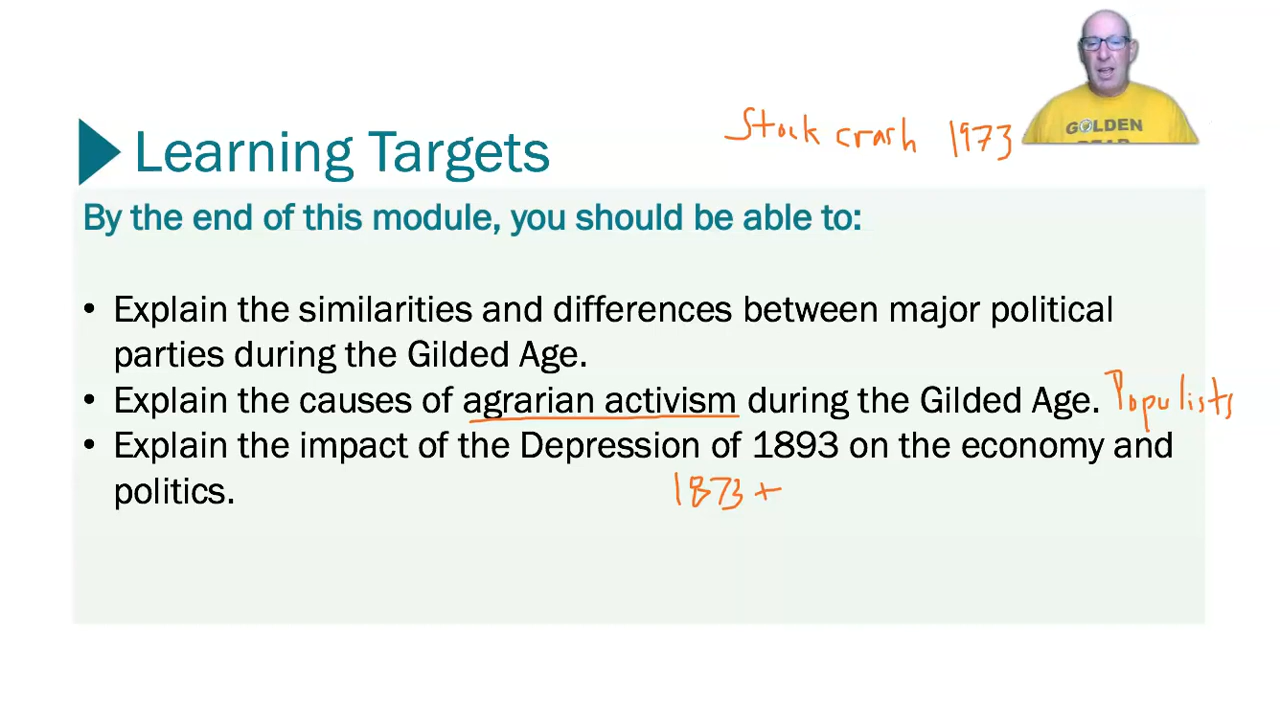 Stock crash 1973
GOLDEN
BEAR
Learning Targets
By the end of this module, you should be able to:
• Explain the similarities and differences between major political
parties during the Gilded Age.
• Explain the causes of agrarian activism during the Gilded Age. Populists
• Explain the impact of the Depression of 1893 on the economy and
politics.
1873 +